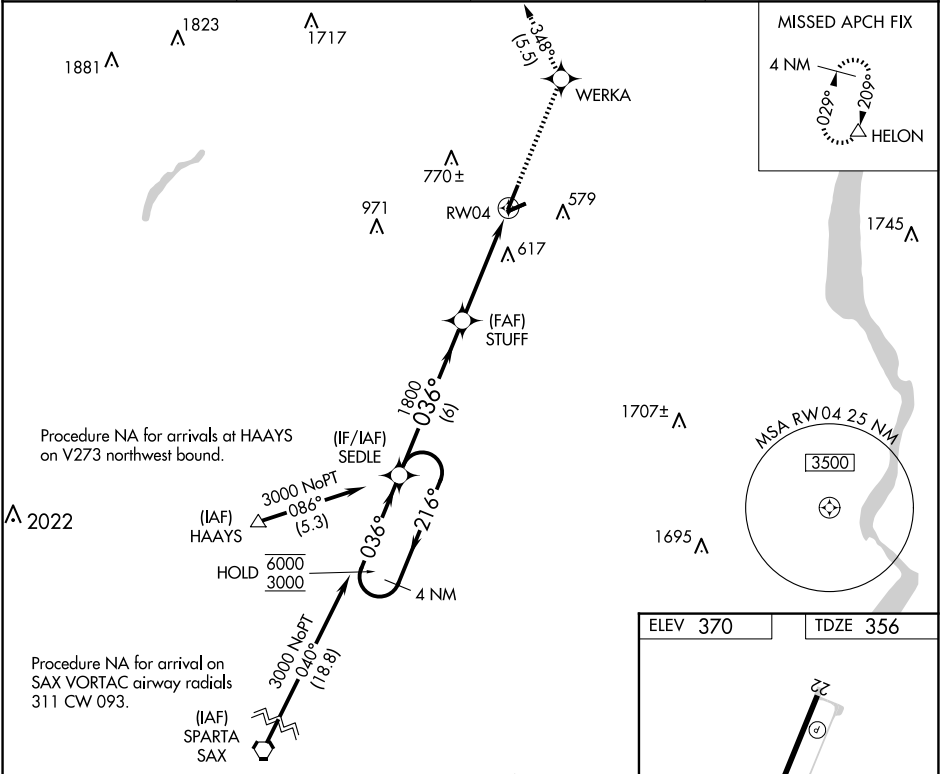 1823
1717
1881
348°
(5.5)
WERKA
MISSED APCH FIX
4 NM
029°
209°
HELON
770±
971
RW04
579
617
1745
(FAF)
STUFF
1800
036°
(6)
1707±
MSA RW04 25 NM
3500
Procedure NA for arrivals at HAAYS
on V273 northwest bound.
(IF/IAF)
SEDLE
3000 NoPT
086°
(5.3)
(IAF)
HAAYS
2022
036°
216°
1695
HOLD
6000
3000
4 NM
3000 NoPT
040°
(18.8)
Procedure NA for arrival on
SAX VORTAC airway radials
311 CW 093.
(IAF)
SPARTA
SAX
ELEV 370
TDZE 356
22
P